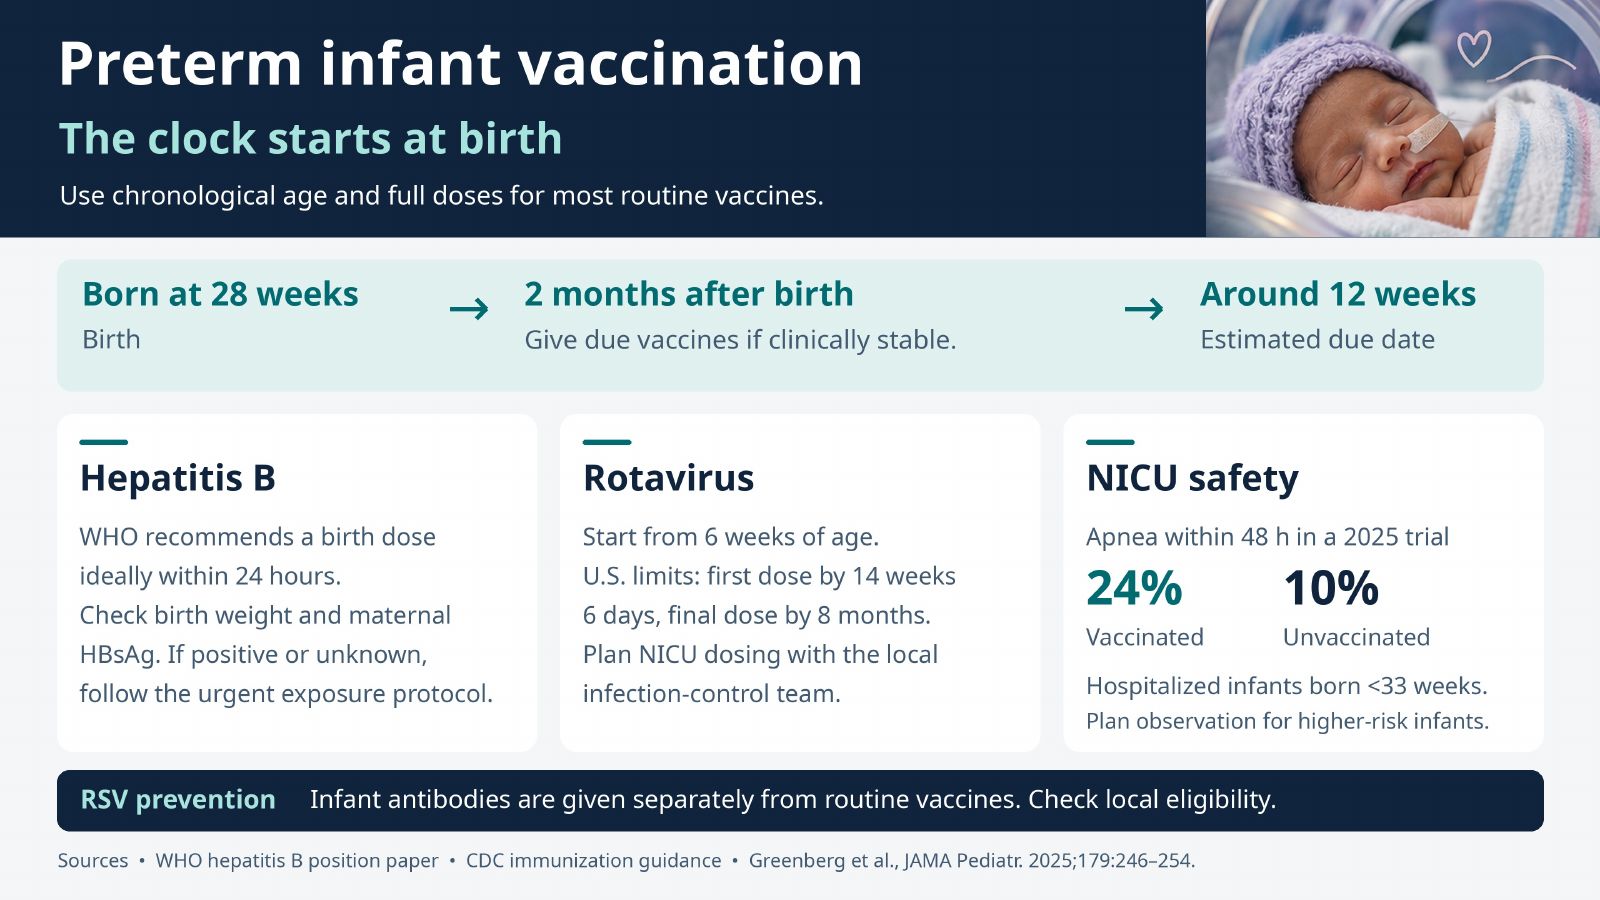 Preterm infant vaccination
The clock starts at birth
Use chronological age and full doses for most routine vaccines.
Born at 28 weeks
Birth
→
2 months after birth
Give due vaccines if clinically stable.
→
Around 12 weeks
Estimated due date
Hepatitis B
WHO recommends a birth dose
ideally within 24 hours.
Check birth weight and maternal
HBsAg. If positive or unknown,
follow the urgent exposure protocol.
Rotavirus
Start from 6 weeks of age.
U.S. limits: first dose by 14 weeks
6 days, final dose by 8 months.
Plan NICU dosing with the local
infection-control team.
NICU safety
Apnea within 48 h in a 2025 trial
24% 10%
Vaccinated Unvaccinated
Hospitalized infants born <33 weeks.
Plan observation for higher-risk infants.
RSV prevention Infant antibodies are given separately from routine vaccines. Check local eligibility.
Sources • WHO hepatitis B position paper • CDC immunization guidance • Greenberg et al., JAMA Pediatr. 2025;179:246–254.